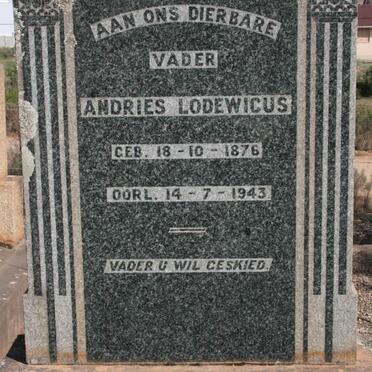 AAN ONS DIERBARE
VADER
ANDRIES LODEWICUS
GEB. 18-10-1876
OORL. 14-7-1943
VADER U WIL GESKIED.